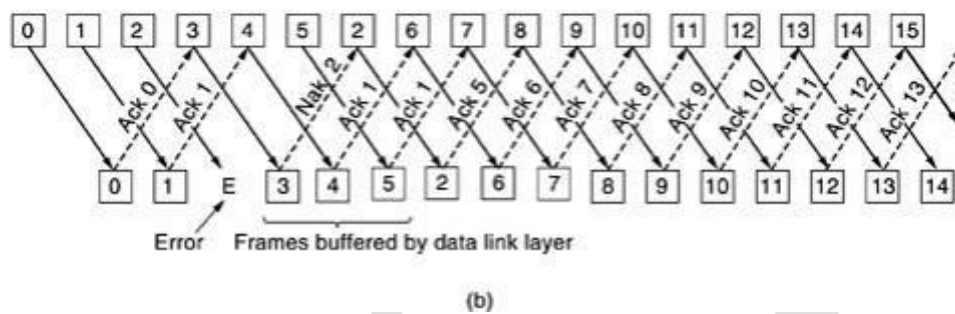 0 1 2 3 4 5 2 6 7 8 9 10 11 12 13 14 15
Ack 0 Ack 1 Nak 2 Ack 1 Ack 1 Ack 5 Ack 6 Ack 7 Ack 8 Ack 9 Ack 10 Ack 11 Ack 12 Ack 13
0 1 E 3 4 5 2 6 7 8 9 10 11 12 13 14
Error Frames buffered by data link layer
(b)